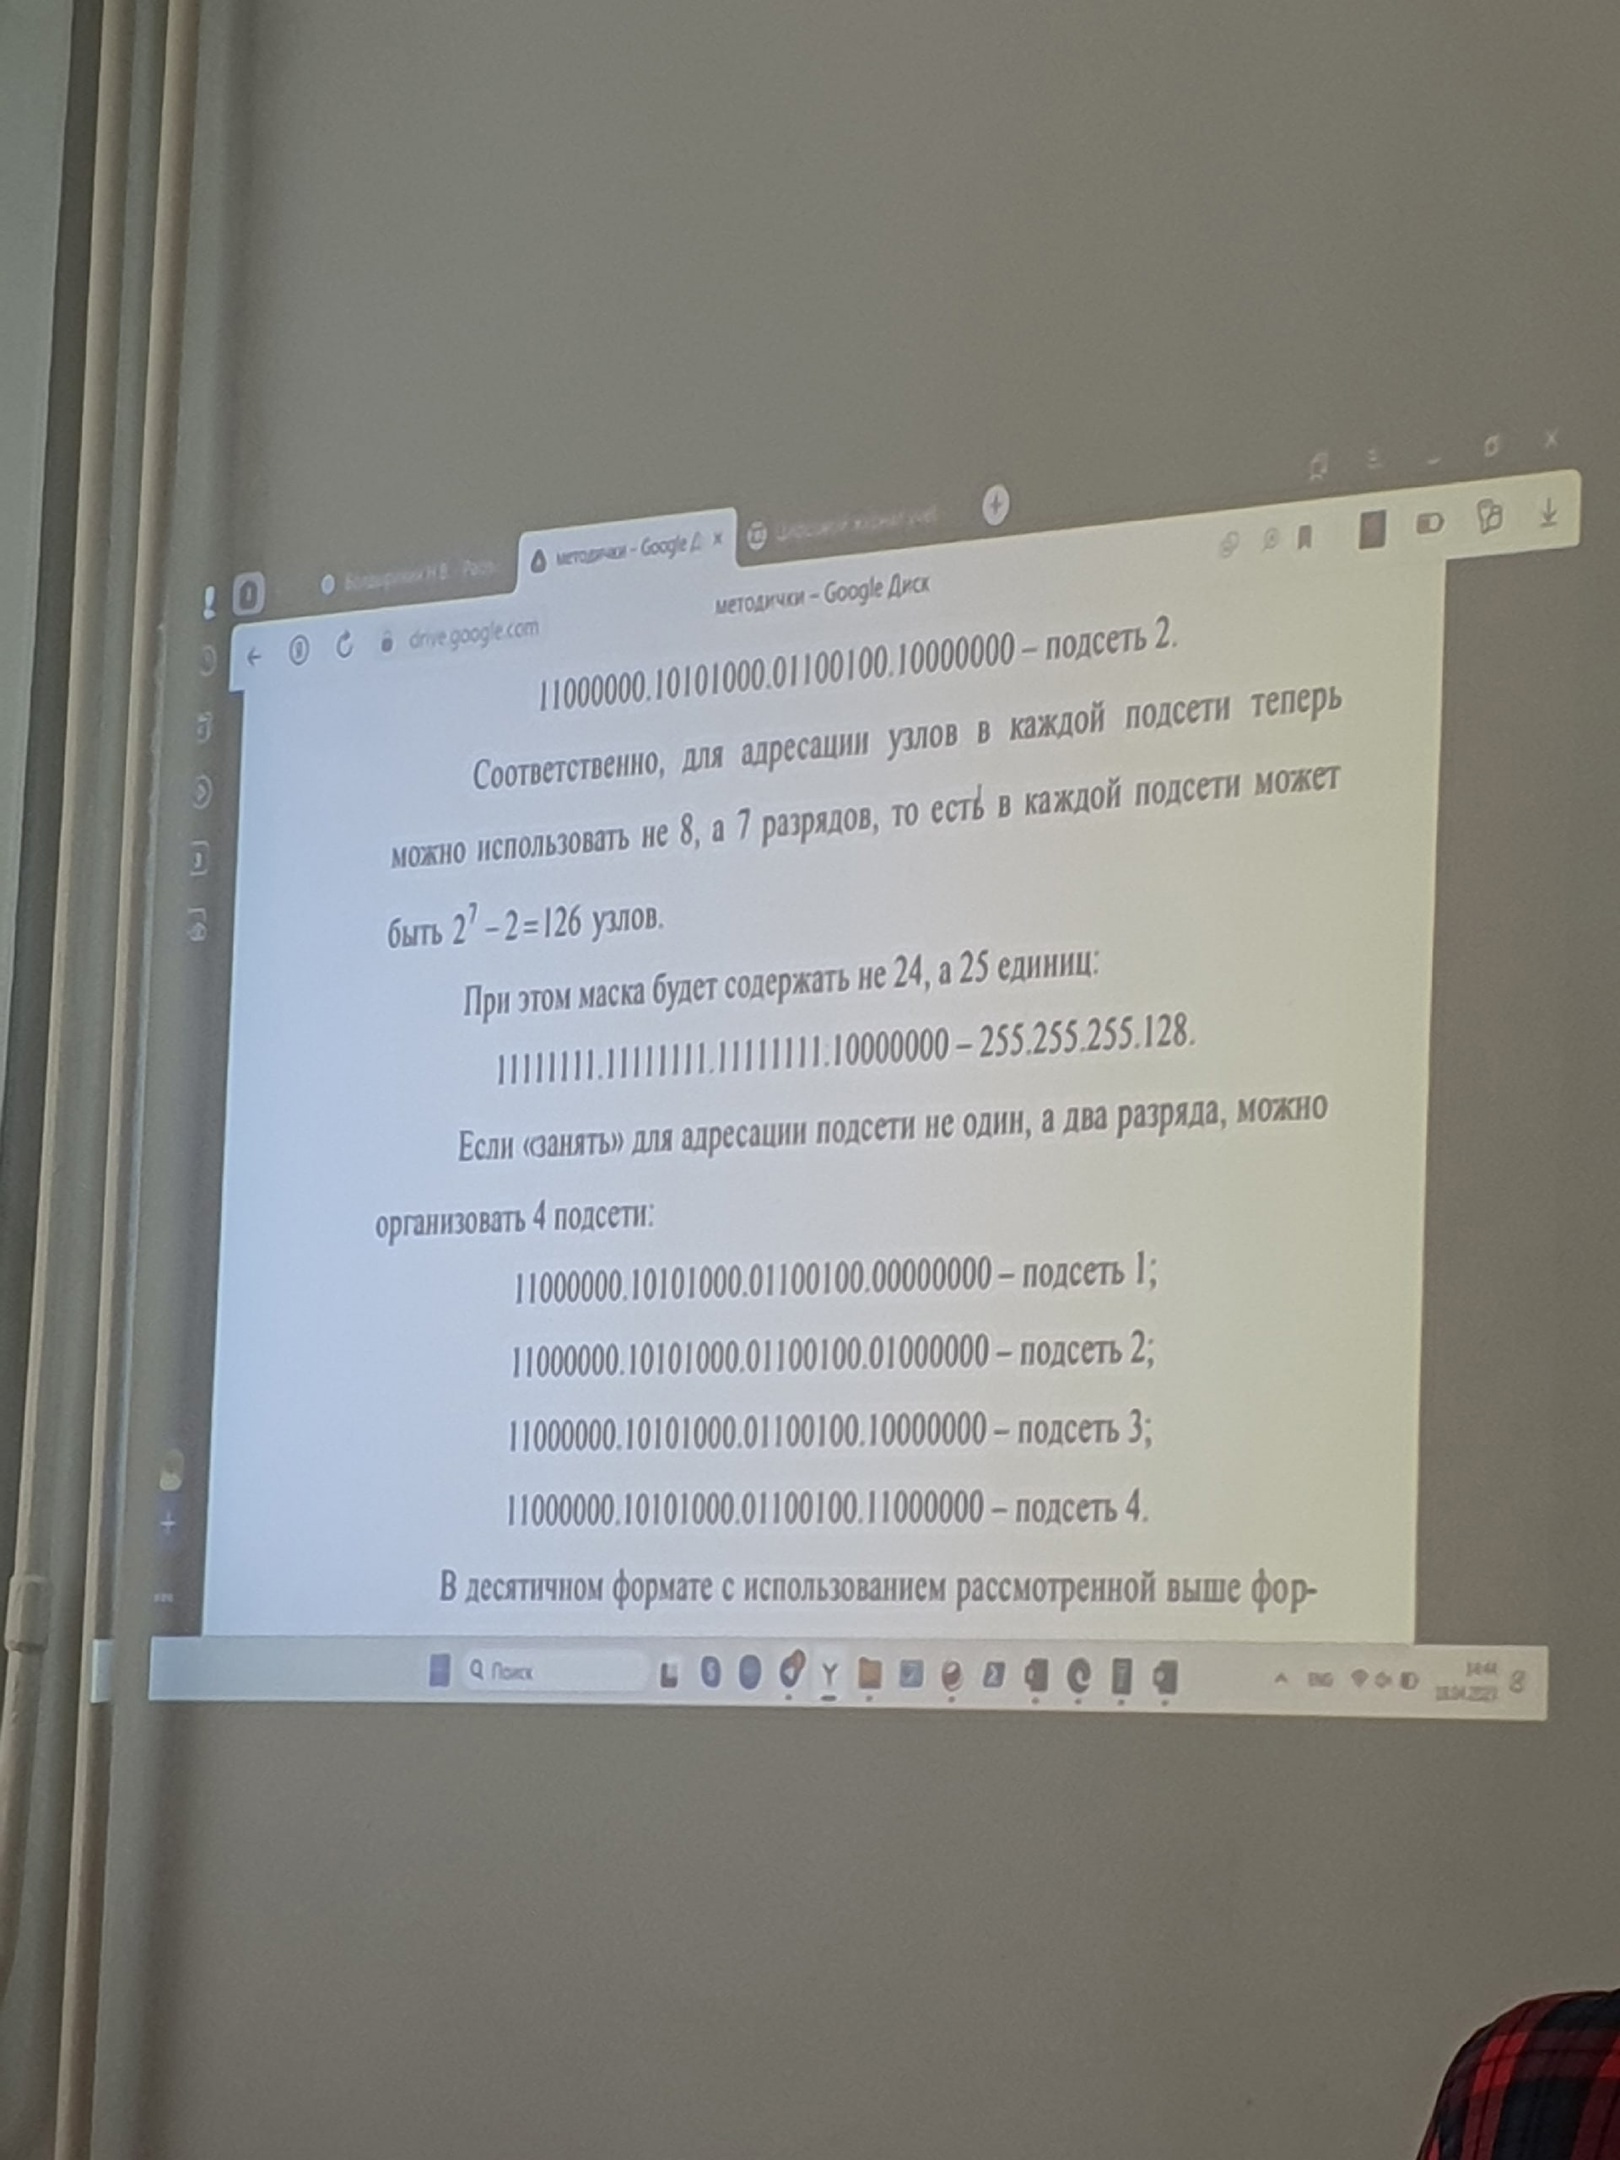 методички – Google Д
методички – Google Диск
drive.google.com
11000000.10101000.01100100.10000000 – подсеть 2.
Соответственно, для адресации узлов в каждой подсети теперь
можно использовать не 8, а 7 разрядов, то есть в каждой подсети может
быть 2⁷ – 2=126 узлов.
При этом маска будет содержать не 24, а 25 единиц:
11111111.11111111.11111111.10000000 – 255.255.255.128.
Если «занять» для адресации подсети не один, а два разряда, можно
организовать 4 подсети:
11000000.10101000.01100100.00000000 – подсеть 1;
11000000.10101000.01100100.01000000 – подсеть 2;
11000000.10101000.01100100.10000000 – подсеть 3;
11000000.10101000.01100100.11000000 – подсеть 4.
В десятичном формате с использованием рассмотренной выше фор-
Поиск
ENG